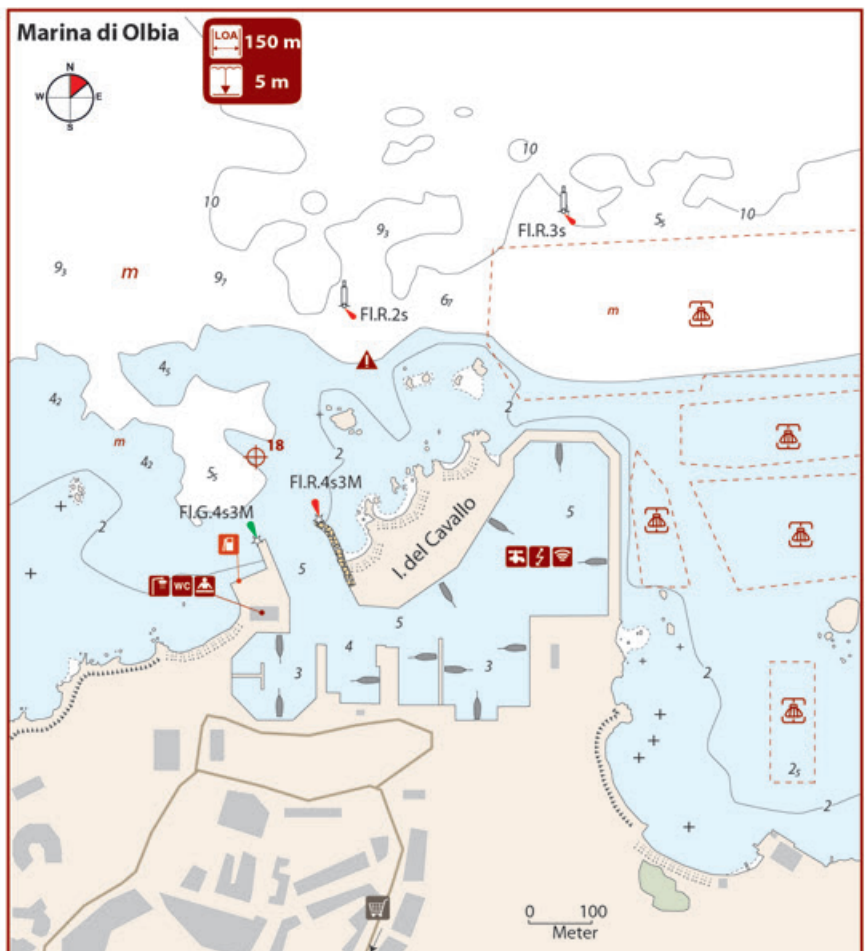 Marina di Olbia
LOA 150 m
5 m
N
W E
S
10
10
10
9₃
5₅
Fl.R.3s
9₃
m
9₇
6₇
m
Fl.R.2s
4₅
4₂
2
m
4₂
18
2
5₅
Fl.R.4s3M
Fl.G.4s3M
2
5
I. del Cavallo
5
WC
5
4
3
3
2
2₅
2
0 100
Meter